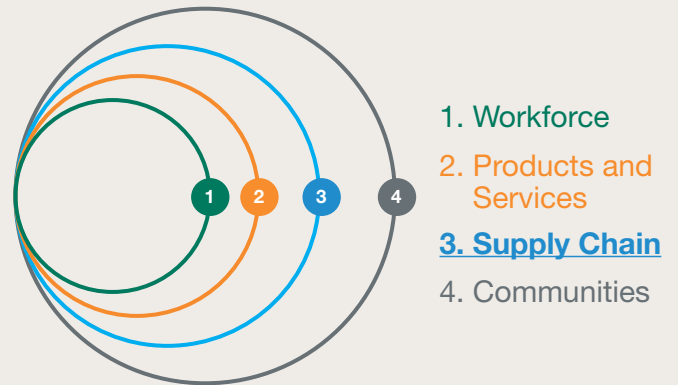 1 2 3 4
1. Workforce
2. Products and
Services
3. Supply Chain
4. Communities